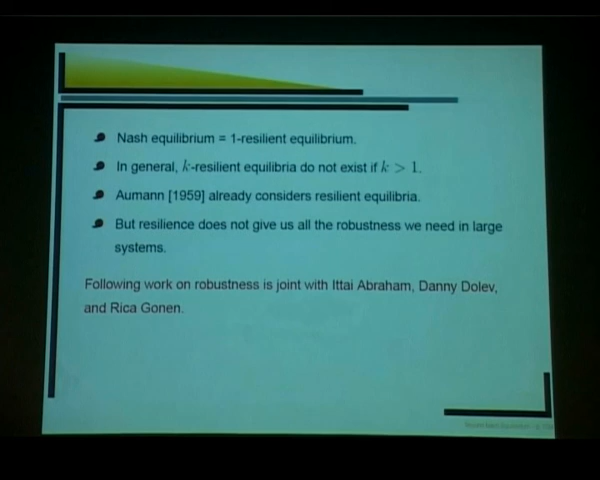 Nash equilibrium = 1-resilient equilibrium.
In general, k-resilient equilibria do not exist if k > 1.
Aumann [1959] already considers resilient equilibria.
But resilience does not give us all the robustness we need in large
systems.
Following work on robustness is joint with Ittai Abraham, Danny Dolev,
and Rica Gonen.